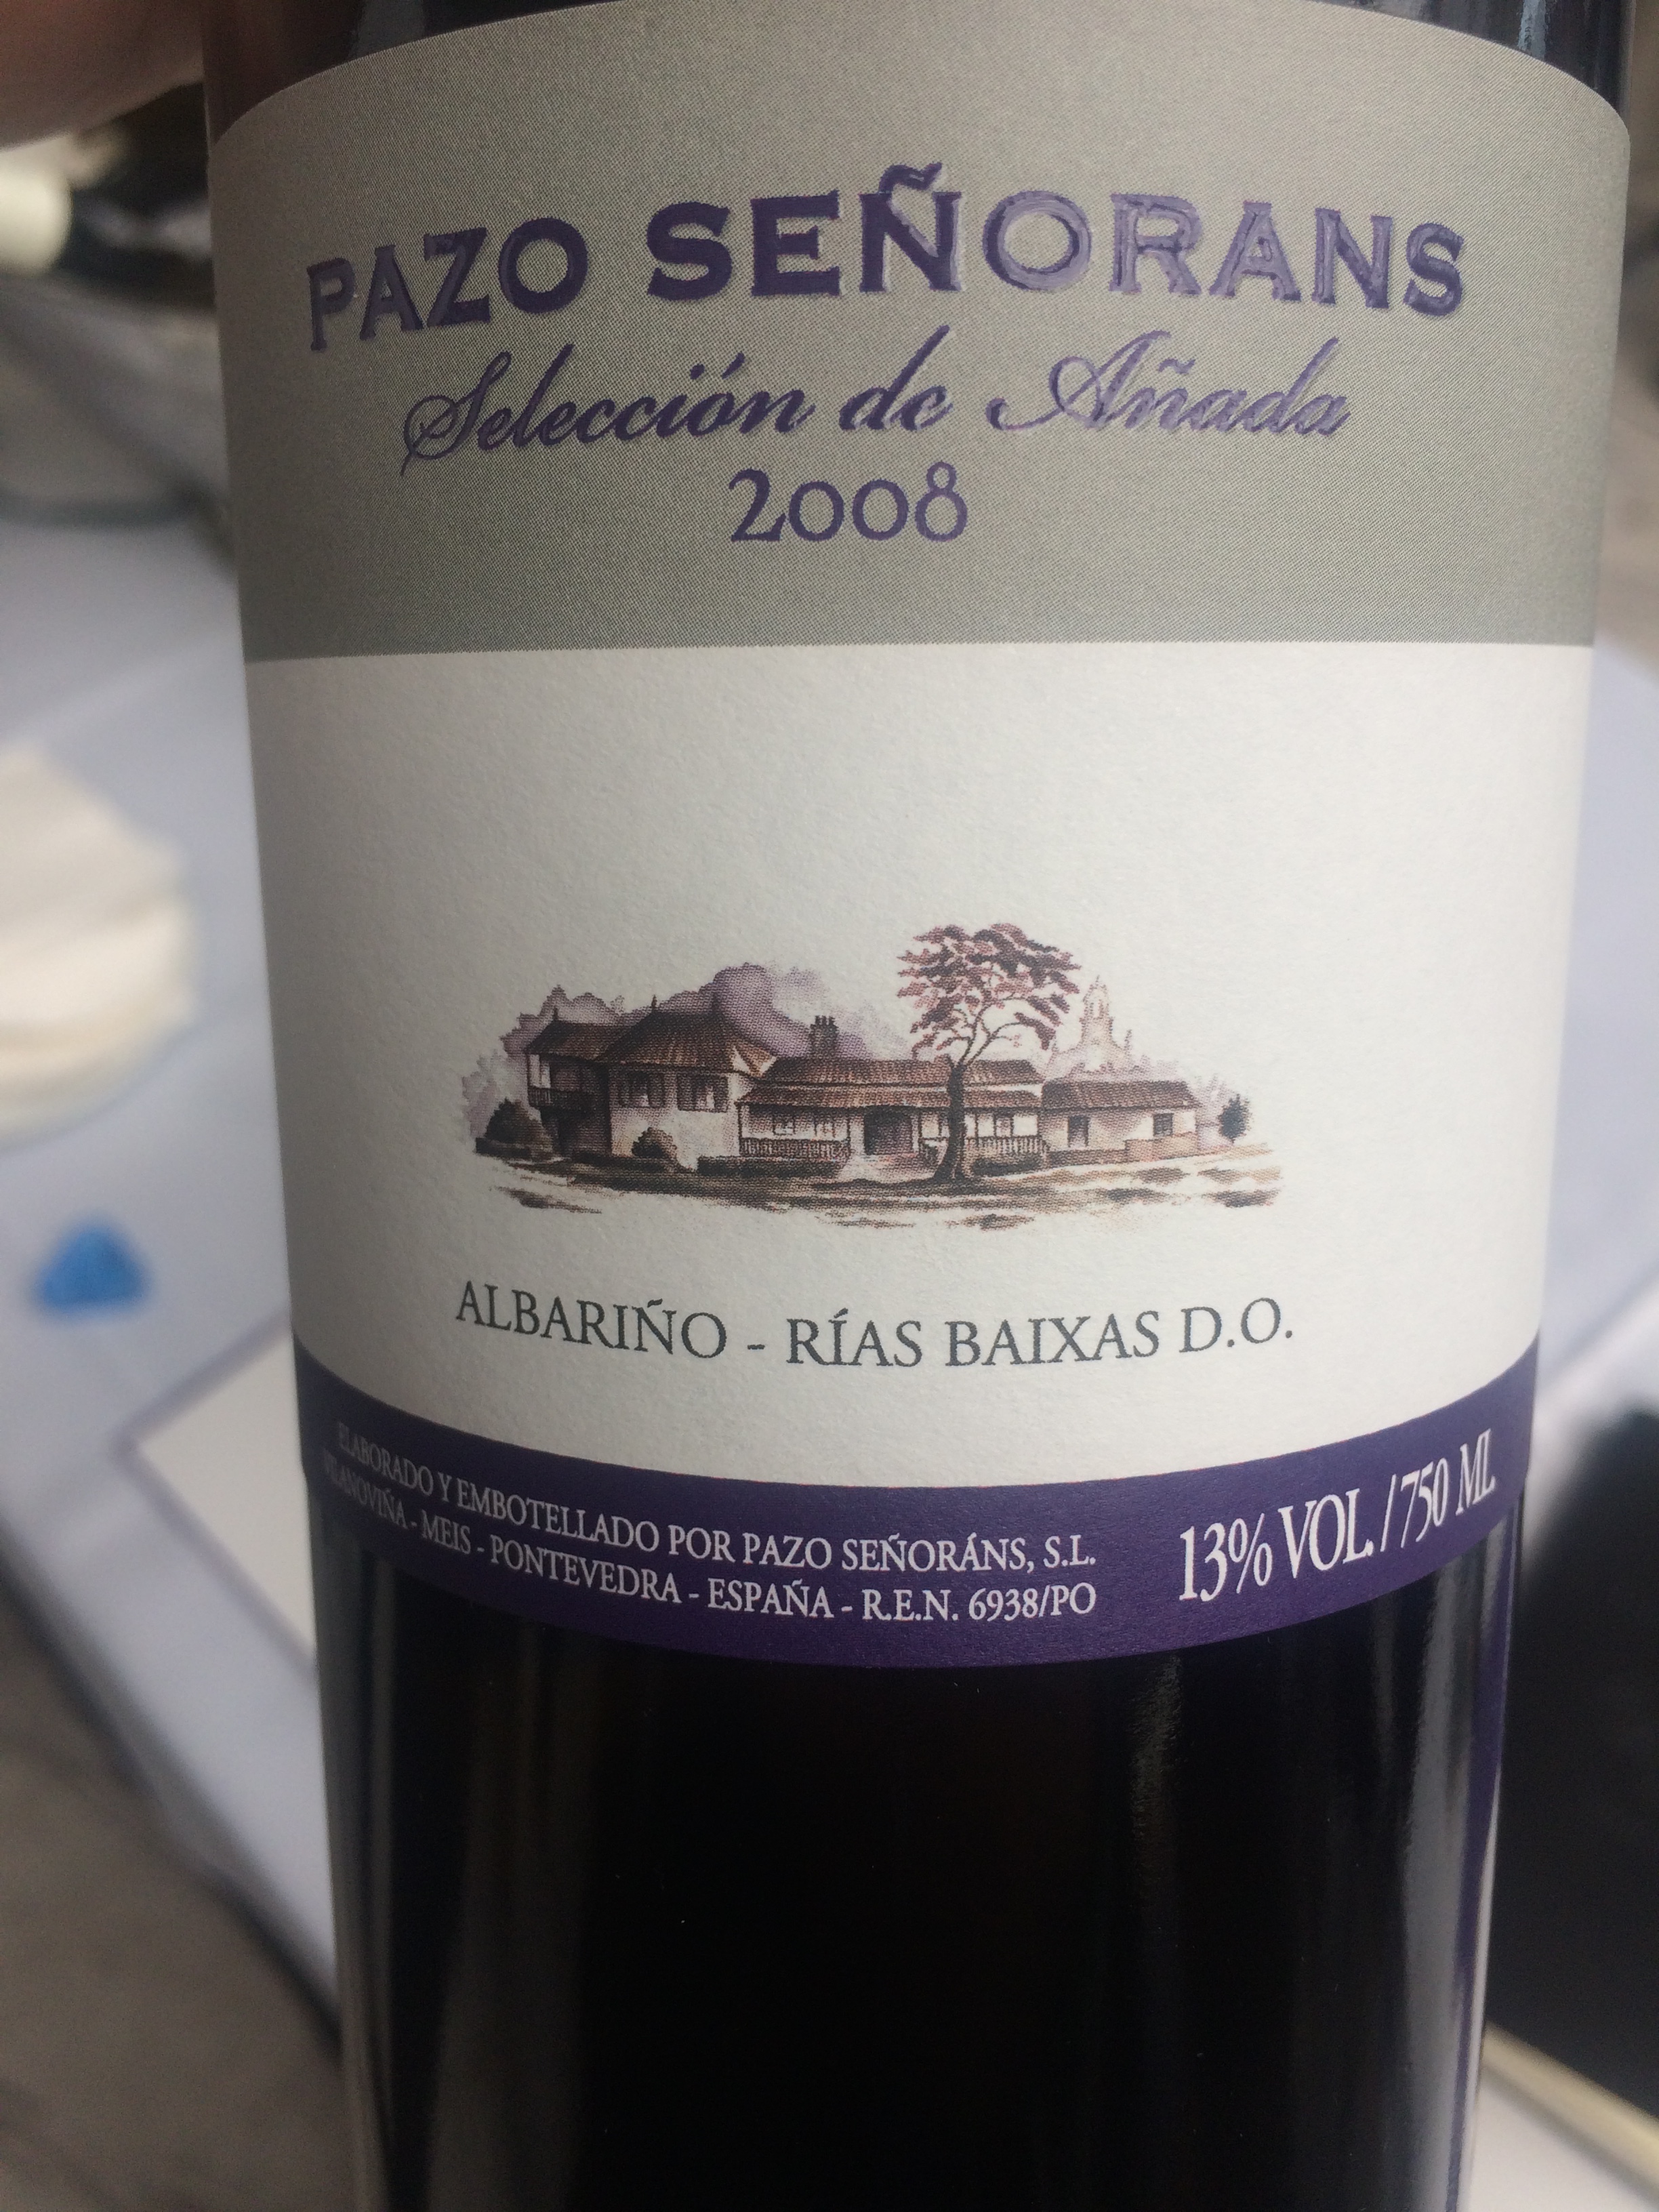 PAZO SEÑORANS
Selección de Añada
2008
ALBARIÑO - RÍAS BAIXAS D.O.
ELABORADO Y EMBOTELLADO POR PAZO SEÑORÁNS, S.L.
VILANOVIÑA - MEIS - PONTEVEDRA - ESPAÑA - R.E.N. 6938/PO
13% VOL. / 750 ML